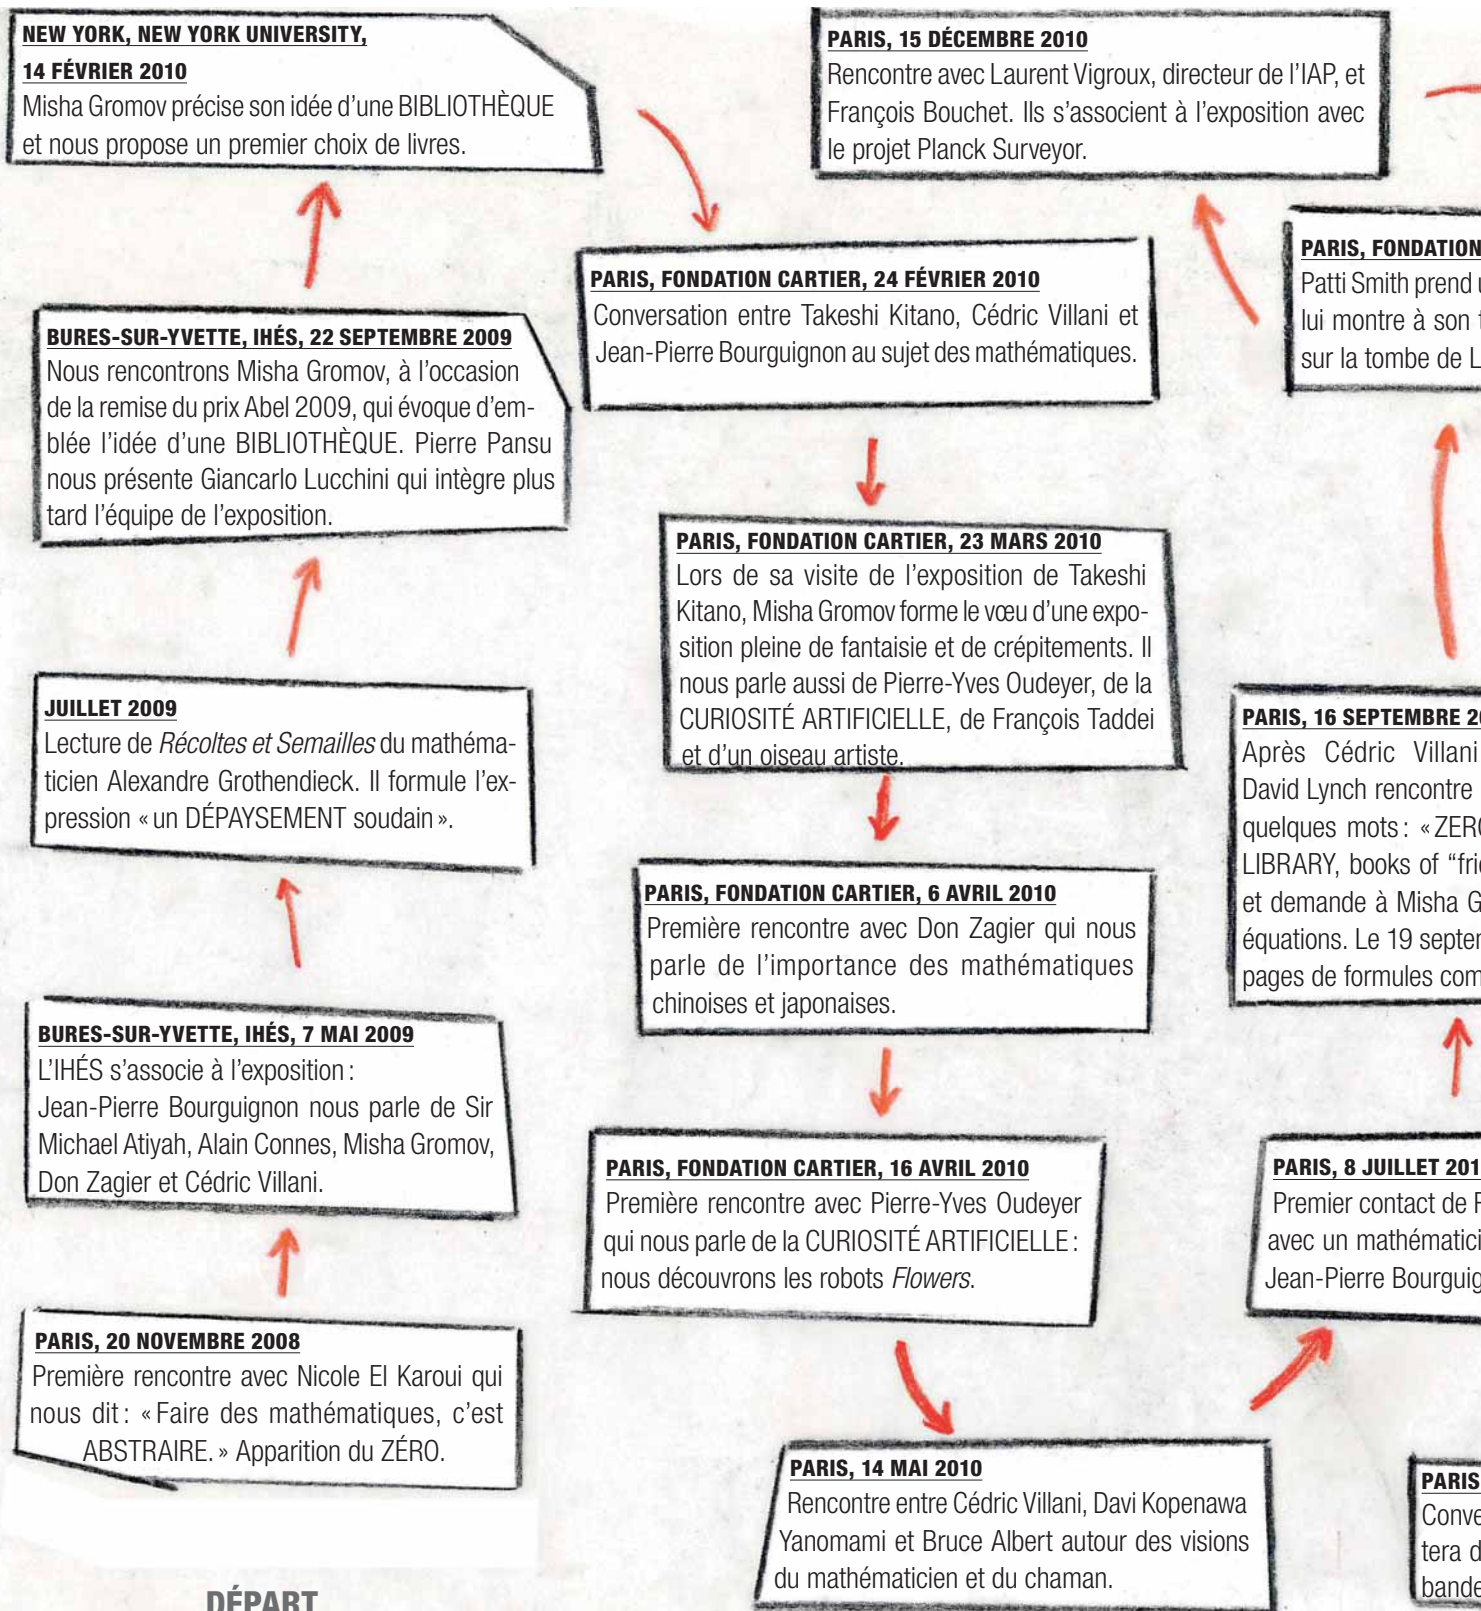 NEW YORK, NEW YORK UNIVERSITY,
14 FÉVRIER 2010
Misha Gromov précise son idée d’une BIBLIOTHÈQUE
et nous propose un premier choix de livres.
BURES-SUR-YVETTE, IHÉS, 22 SEPTEMBRE 2009
Nous rencontrons Misha Gromov, à l’occasion
de la remise du prix Abel 2009, qui évoque d’em-
blée l’idée d’une BIBLIOTHÈQUE. Pierre Pansu
nous présente Giancarlo Lucchini qui intègre plus
tard l’équipe de l’exposition.
JUILLET 2009
Lecture de Récoltes et Semailles du mathéma-
ticien Alexandre Grothendieck. Il formule l’ex-
pression « un DÉPAYSEMENT soudain ».
BURES-SUR-YVETTE, IHÉS, 7 MAI 2009
L’IHÉS s’associe à l’exposition :
Jean-Pierre Bourguignon nous parle de Sir
Michael Atiyah, Alain Connes, Misha Gromov,
Don Zagier et Cédric Villani.
PARIS, 20 NOVEMBRE 2008
Première rencontre avec Nicole El Karoui qui
nous dit : « Faire des mathématiques, c’est
ABSTRAIRE. » Apparition du ZÉRO.
DÉPART
PARIS, FONDATION CARTIER, 24 FÉVRIER 2010
Conversation entre Takeshi Kitano, Cédric Villani et
Jean-Pierre Bourguignon au sujet des mathématiques.
PARIS, FONDATION CARTIER, 23 MARS 2010
Lors de sa visite de l’exposition de Takeshi
Kitano, Misha Gromov forme le vœu d’une expo-
sition pleine de fantaisie et de crépitements. Il
nous parle aussi de Pierre-Yves Oudeyer, de la
CURIOSITÉ ARTIFICIELLE, de François Taddei
et d’un oiseau artiste.
PARIS, FONDATION CARTIER, 6 AVRIL 2010
Première rencontre avec Don Zagier qui nous
parle de l’importance des mathématiques
chinoises et japonaises.
PARIS, FONDATION CARTIER, 16 AVRIL 2010
Première rencontre avec Pierre-Yves Oudeyer
qui nous parle de la CURIOSITÉ ARTIFICIELLE :
nous découvrons les robots Flowers.
PARIS, 14 MAI 2010
Rencontre entre Cédric Villani, Davi Kopenawa
Yanomami et Bruce Albert autour des visions
du mathématicien et du chaman.
PARIS, 15 DÉCEMBRE 2010
Rencontre avec Laurent Vigroux, directeur de l’IAP, et
François Bouchet. Ils s’associent à l’exposition avec
le projet Planck Surveyor.
PARIS, FONDATION
Patti Smith prend
lui montre à son
sur la tombe de
PARIS, 16 SEPTEMBRE
Après Cédric Villani
David Lynch rencontre
quelques mots : « ZERO
LIBRARY, books of “
et demande à Misha
équations. Le 19
pages de formules
PARIS, 8 JUILLET
Premier contact de
avec un
Jean-Pierre
PARIS